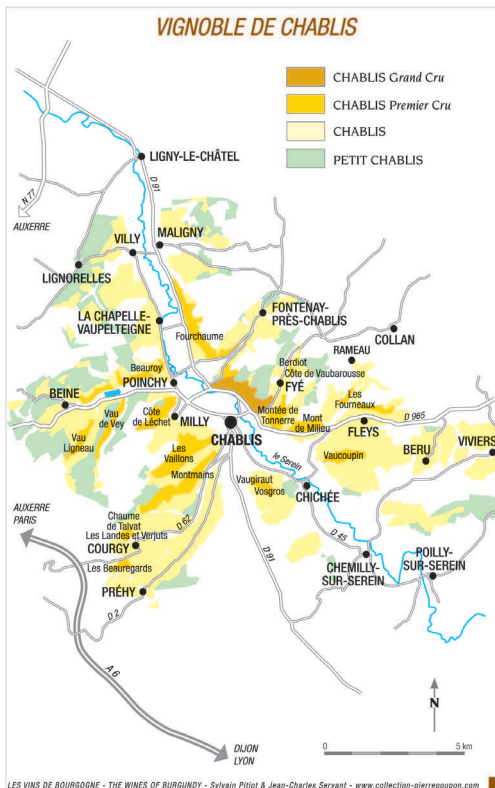 VIGNOBLE DE CHABLIS
CHABLIS Grand Cru
CHABLIS Premier Cru
CHABLIS
PETIT CHABLIS
LIGNY-LE-CHÂTEL
D 91
N 77
AUXERRE
MALIGNY
VILLY
LIGNORELLES
FONTENAY-
PRÈS-CHABLIS
LA CHAPELLE-
VAUPELTEIGNE
COLLAN
Fourchaume
RAMEAU
Berdiot
Côte de Vaubarousse
Beauroy
POINCHY
FYÉ
BEINE
Les
Fourneaux
Vau
de Vey
Côte
de Léchet
MILLY
Montée de
Tonnerre
Mont
de Milieu
D 965
FLEYS
CHABLIS
Vau
Ligneau
VIVIERS
Les
Vaillons
le Serein
Vaucoupin
BERU
Montmains
Vaugiraut
Vosgros
CHICHÉE
AUXERRE
PARIS
Chaume
de Talvat
Les Landes et Verjuts
D 62
COURGY
D 91
D 45
Les Beauregards
CHEMILLY-
SUR-SEREIN
POILLY-
SUR-SEREIN
PRÉHY
D 2
A 6
N
DIJON
LYON
0 5 km
LES VINS DE BOURGOGNE - THE WINES OF BURGUNDY - Sylvain Pitiot & Jean-Charles Servant - www.collection-pierrepoupon.com